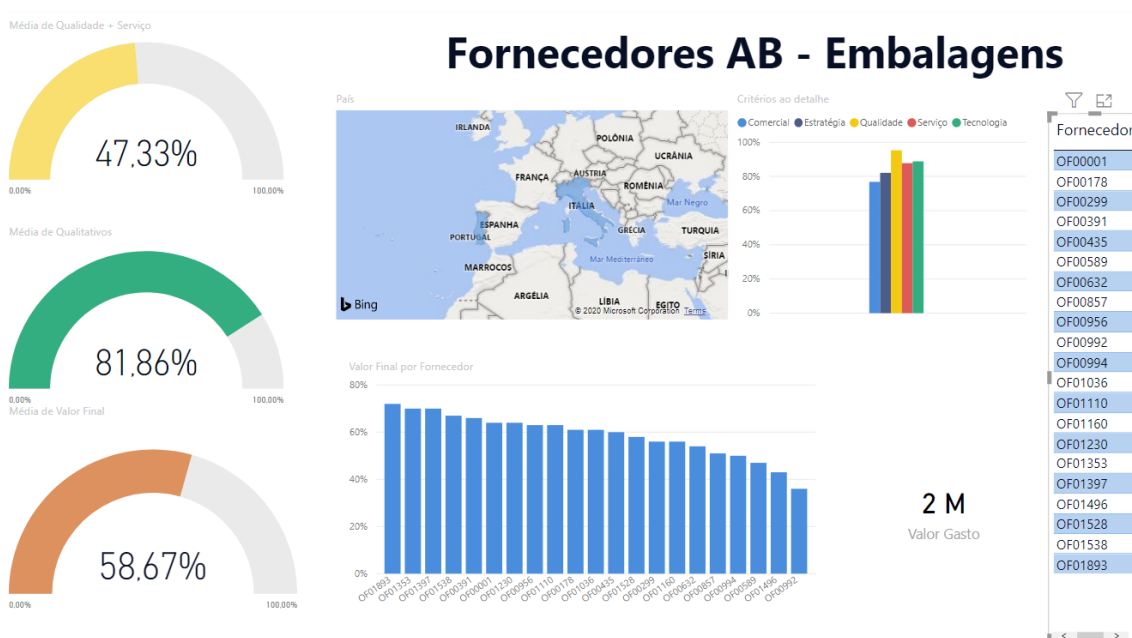 Média de Qualidade + Serviço
47,33%
0.00%
100,00%
Média de Qualitativos
81,86%
0,00%
100,00%
Média de Valor Final
58,67%
0,00%
100,00%
Fornecedores AB - Embalagens
País
IRLANDA
POLÔNIA
UCRÂNIA
FRANÇA
ÁUSTRIA
ROMÊNIA
ITÁLIA
Mar Negro
ESPANHA
PORTUGAL
GRÉCIA
TURQUIA
MARROCOS
Mar Mediterrâneo
SÍRIA
ARGÉLIA
LÍBIA
EGITO
Bing
© 2020 Microsoft Corporation Terms
Critérios ao detalhe
Comercial Estratégia Qualidade Serviço Tecnologia
100%
80%
60%
40%
20%
0%
Valor Final por Fornecedor
80%
60%
40%
20%
0%
OF01893 OF01353 OF01397 OF01538 OF00391 OF00001 OF01230 OF00956 OF01110 OF00178 OF01036 OF00435 OF01528 OF00299 OF01160 OF00632 OF00857 OF00994 OF00589 OF01496 OF00992
2 M
Valor Gasto
Fornecedor
OF00001
OF00178
OF00299
OF00391
OF00435
OF00589
OF00632
OF00857
OF00956
OF00992
OF00994
OF01036
OF01110
OF01160
OF01230
OF01353
OF01397
OF01496
OF01528
OF01538
OF01893